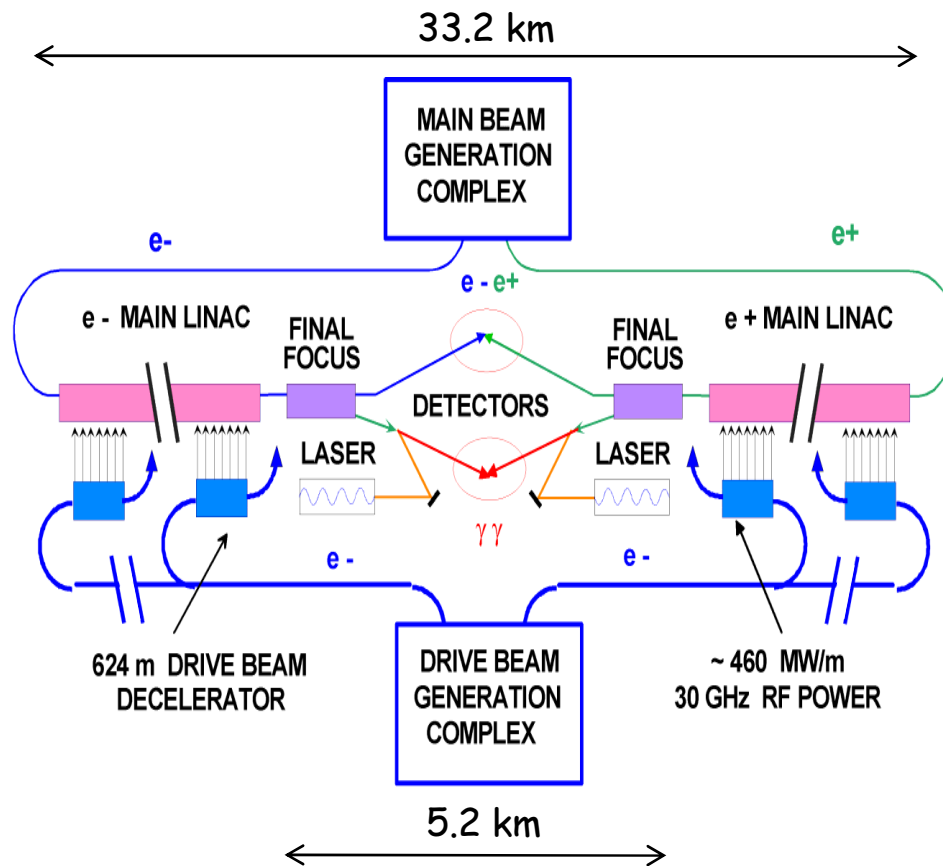 33.2 km
MAIN BEAM
GENERATION
COMPLEX
e-
e+
e - e+
e - MAIN LINAC
FINAL
FOCUS
FINAL
FOCUS
e + MAIN LINAC
DETECTORS
LASER
LASER
γ γ
e -
e -
624 m DRIVE BEAM
DECELERATOR
DRIVE BEAM
GENERATION
COMPLEX
~ 460 MW/m
30 GHz RF POWER
5.2 km